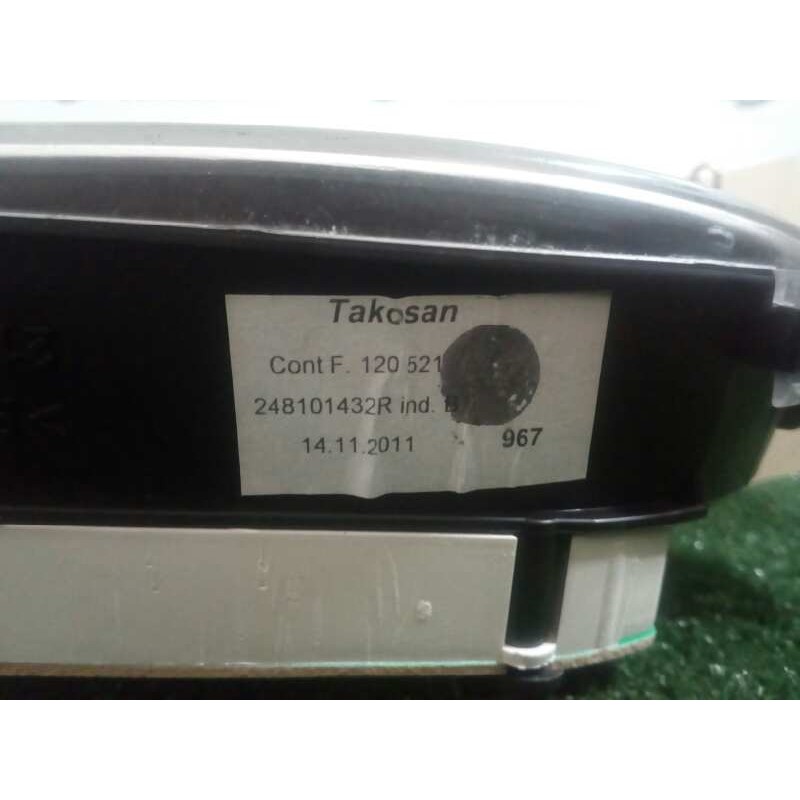 Takosan
Cont F. 120 521
248101432R ind. B
14.11.2011 967